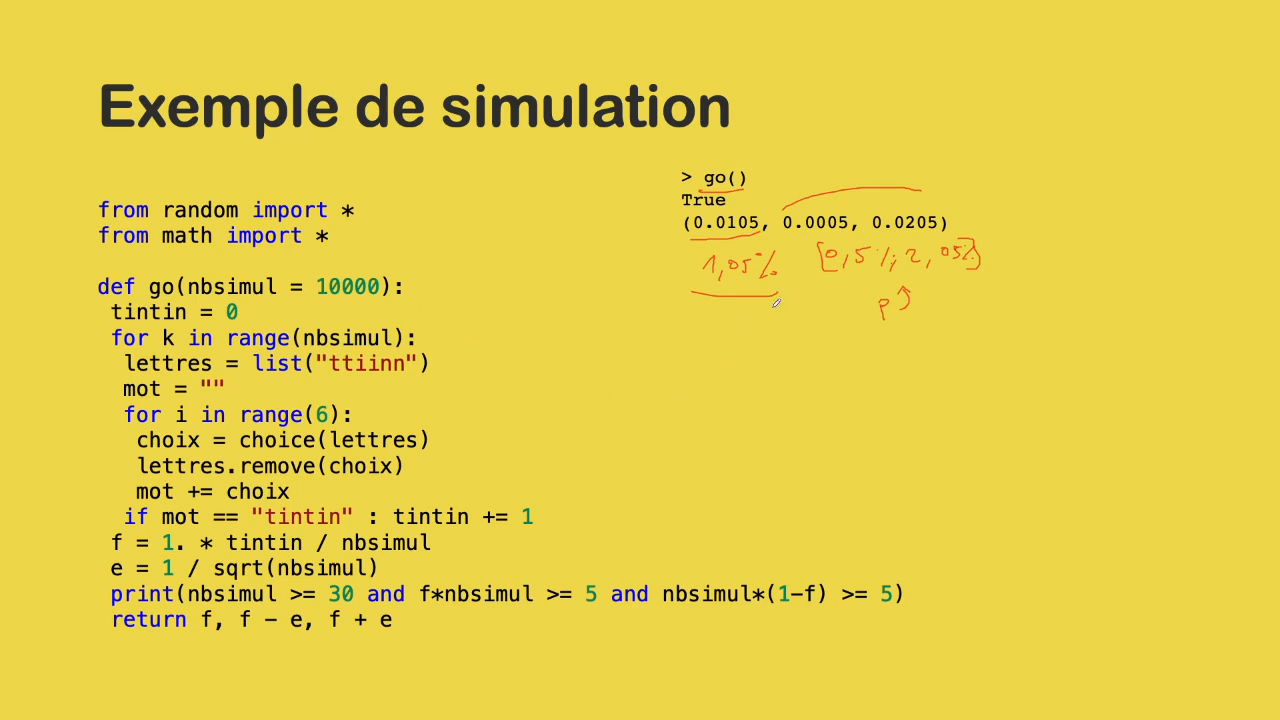 Exemple de simulation
from random import *
from math import *
def go(nbsimul = 10000):
tintin = 0
for k in range(nbsimul):
lettres = list("ttiinn")
mot = ""
for i in range(6):
choix = choice(lettres)
lettres.remove(choix)
mot += choix
if mot == "tintin" : tintin += 1
f = 1. * tintin / nbsimul
e = 1 / sqrt(nbsimul)
print(nbsimul >= 30 and f*nbsimul >= 5 and nbsimul*(1-f) >= 5)
return f, f - e, f + e
> go()
True
(0.0105, 0.0005, 0.0205)
1,05% [0,5%; 2,05%]
p